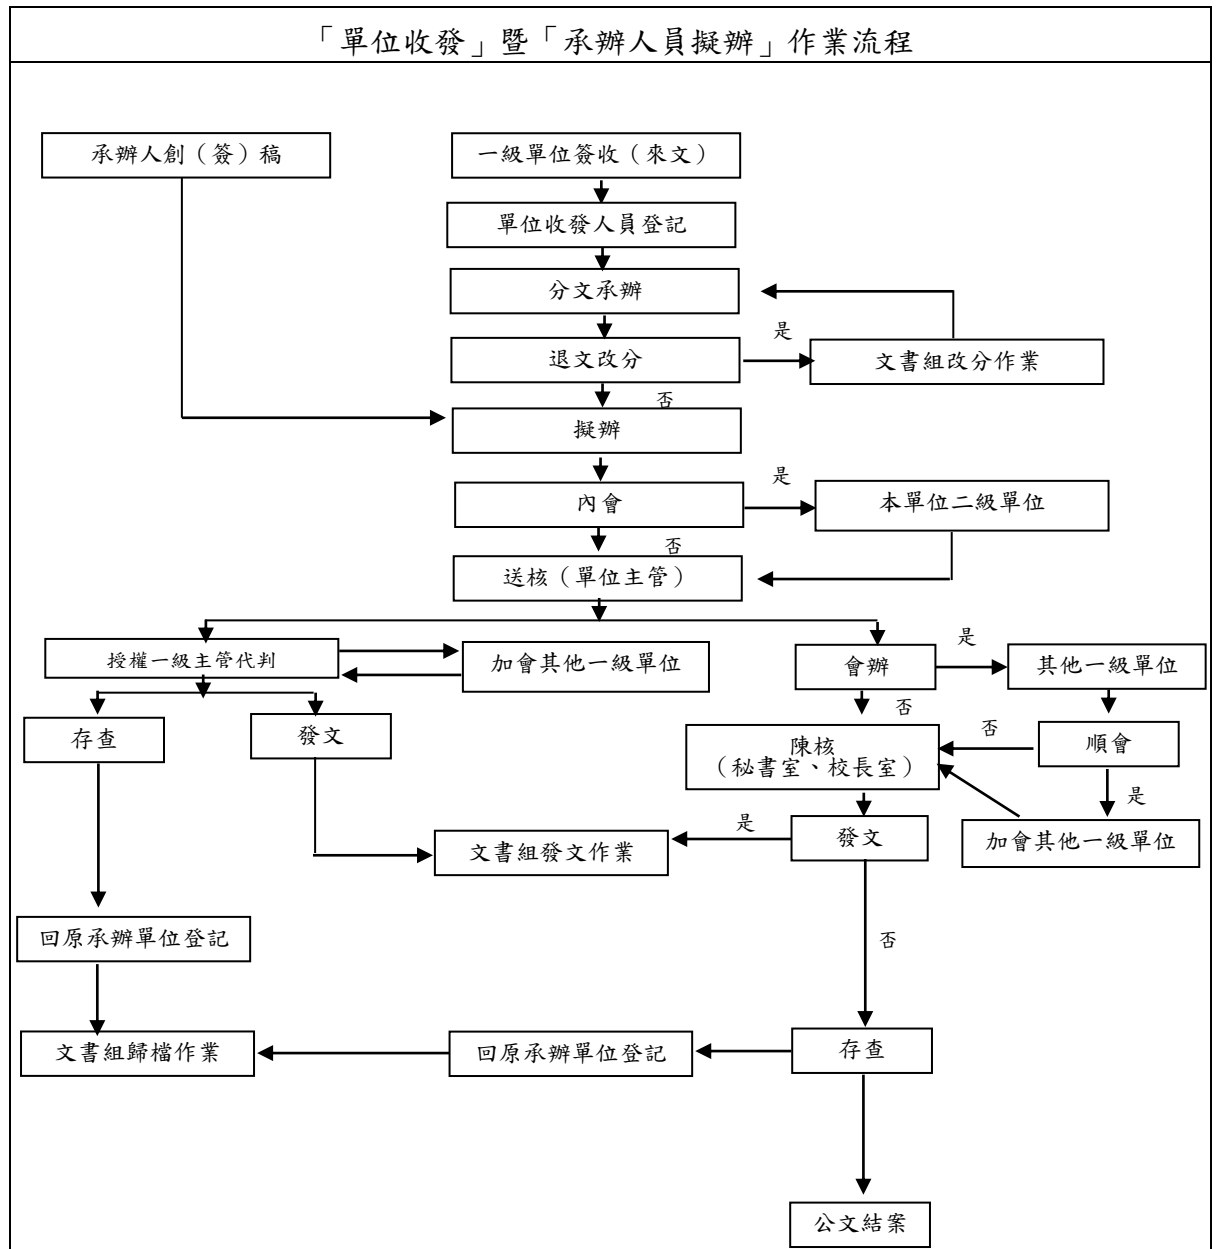 「單位收發」暨「承辦人員擬辦」作業流程
承辦人創（簽）稿
一級單位簽收（來文）
單位收發人員登記
分文承辦
是
退文改分
文書組改分作業
否
擬辦
是
內會
本單位二級單位
否
送核（單位主管）
授權一級主管代判
加會其他一級單位
會辦
是
其他一級單位
否
存查
發文
陳核
（秘書室、校長室）
否
順會
是
文書組發文作業
是
發文
加會其他一級單位
回原承辦單位登記
否
文書組歸檔作業
回原承辦單位登記
存查
公文結案